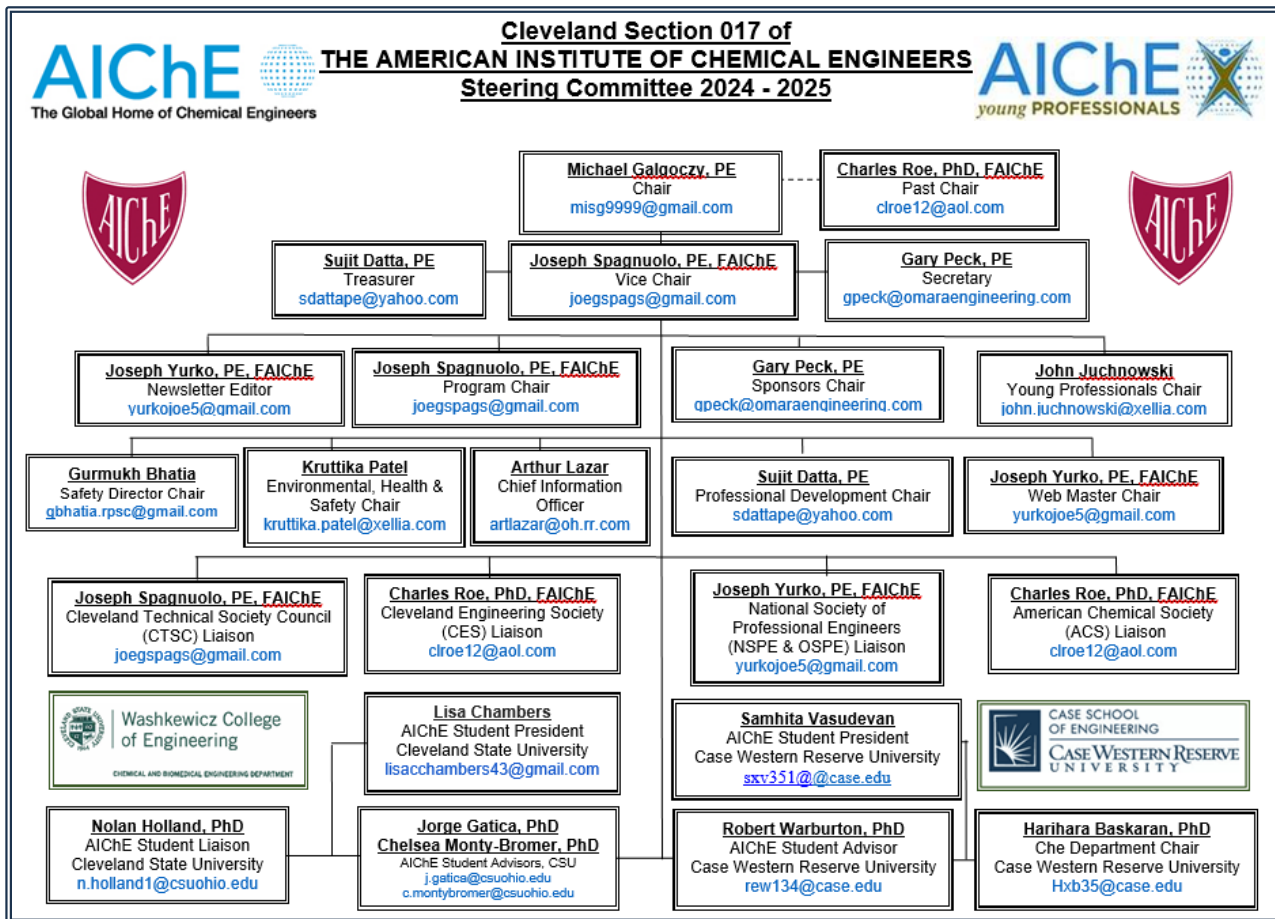 Cleveland Section 017 of
THE AMERICAN INSTITUTE OF CHEMICAL ENGINEERS
Steering Committee 2024 - 2025
AIChE
The Global Home of Chemical Engineers
AIChE
young PROFESSIONALS
AIChE
AIChE
Michael Galgoczy, PE
Chair
misg9999@gmail.com
Charles Roe, PhD, FAIChE
Past Chair
clroe12@aol.com
Sujit Datta, PE
Treasurer
sdattape@yahoo.com
Joseph Spagnuolo, PE, FAIChE
Vice Chair
joegspags@gmail.com
Gary Peck, PE
Secretary
gpeck@omaraengineering.com
Joseph Yurko, PE, FAIChE
Newsletter Editor
yurkojoe5@gmail.com
Joseph Spagnuolo, PE, FAIChE
Program Chair
joegspags@gmail.com
Gary Peck, PE
Sponsors Chair
gpeck@omaraengineering.com
John Juchnowski
Young Professionals Chair
john.juchnowski@xellia.com
Gurmukh Bhatia
Safety Director Chair
gbhatia.rpsc@gmail.com
Kruttika Patel
Environmental, Health &
Safety Chair
kruttika.patel@xellia.com
Arthur Lazar
Chief Information
Officer
artlazar@oh.rr.com
Sujit Datta, PE
Professional Development Chair
sdattape@yahoo.com
Joseph Yurko, PE, FAIChE
Web Master Chair
yurkojoe5@gmail.com
Joseph Spagnuolo, PE, FAIChE
Cleveland Technical Society Council
(CTSC) Liaison
joegspags@gmail.com
Charles Roe, PhD, FAIChE
Cleveland Engineering Society
(CES) Liaison
clroe12@aol.com
Joseph Yurko, PE, FAIChE
National Society of
Professional Engineers
(NSPE & OSPE) Liaison
yurkojoe5@gmail.com
Charles Roe, PhD, FAIChE
American Chemical Society
(ACS) Liaison
clroe12@aol.com
Washkewicz College
of Engineering
CHEMICAL AND BIOMEDICAL ENGINEERING DEPARTMENT
Lisa Chambers
AIChE Student President
Cleveland State University
lisacchambers43@gmail.com
Samhita Vasudevan
AIChE Student President
Case Western Reserve University
sxv351@@case.edu
CASE SCHOOL
OF ENGINEERING
CASE WESTERN RESERVE
UNIVERSITY
Nolan Holland, PhD
AIChE Student Liaison
Cleveland State University
n.holland1@csuohio.edu
Jorge Gatica, PhD
Chelsea Monty-Bromer, PhD
AIChE Student Advisors, CSU
j.gatica@csuohio.edu
c.montybromer@csuohio.edu
Robert Warburton, PhD
AIChE Student Advisor
Case Western Reserve University
rew134@case.edu
Harihara Baskaran, PhD
Che Department Chair
Case Western Reserve University
Hxb35@case.edu